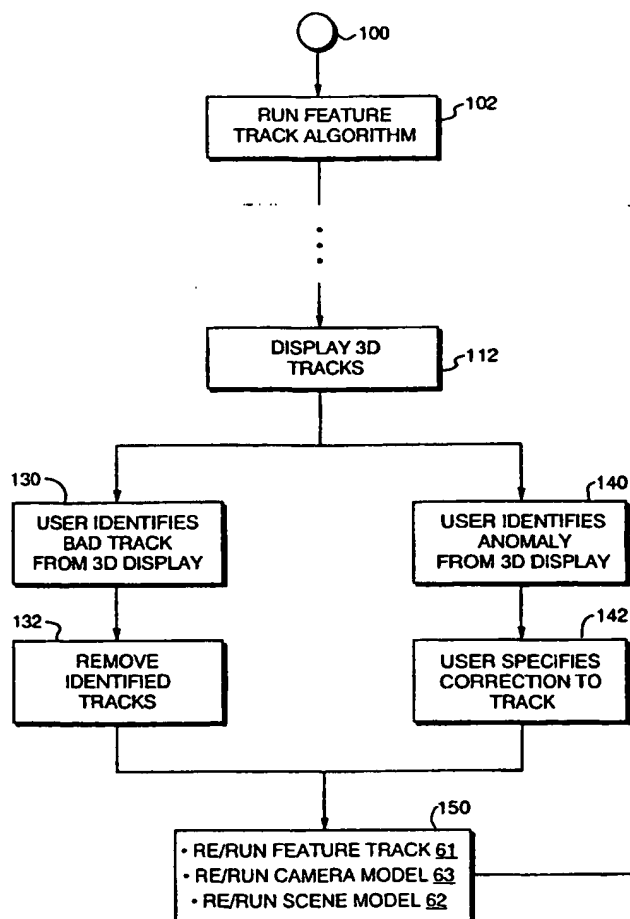 100
RUN FEATURE
TRACK ALGORITHM
102
DISPLAY 3D
TRACKS
112
130
USER IDENTIFIES
BAD TRACK
FROM 3D DISPLAY
140
USER IDENTIFIES
ANOMALY
FROM 3D DISPLAY
132
REMOVE
IDENTIFIED
TRACKS
142
USER SPECIFIES
CORRECTION TO
TRACK
150
• RE/RUN FEATURE TRACK 61
• RE/RUN CAMERA MODEL 63
• RE/RUN SCENE MODEL 62